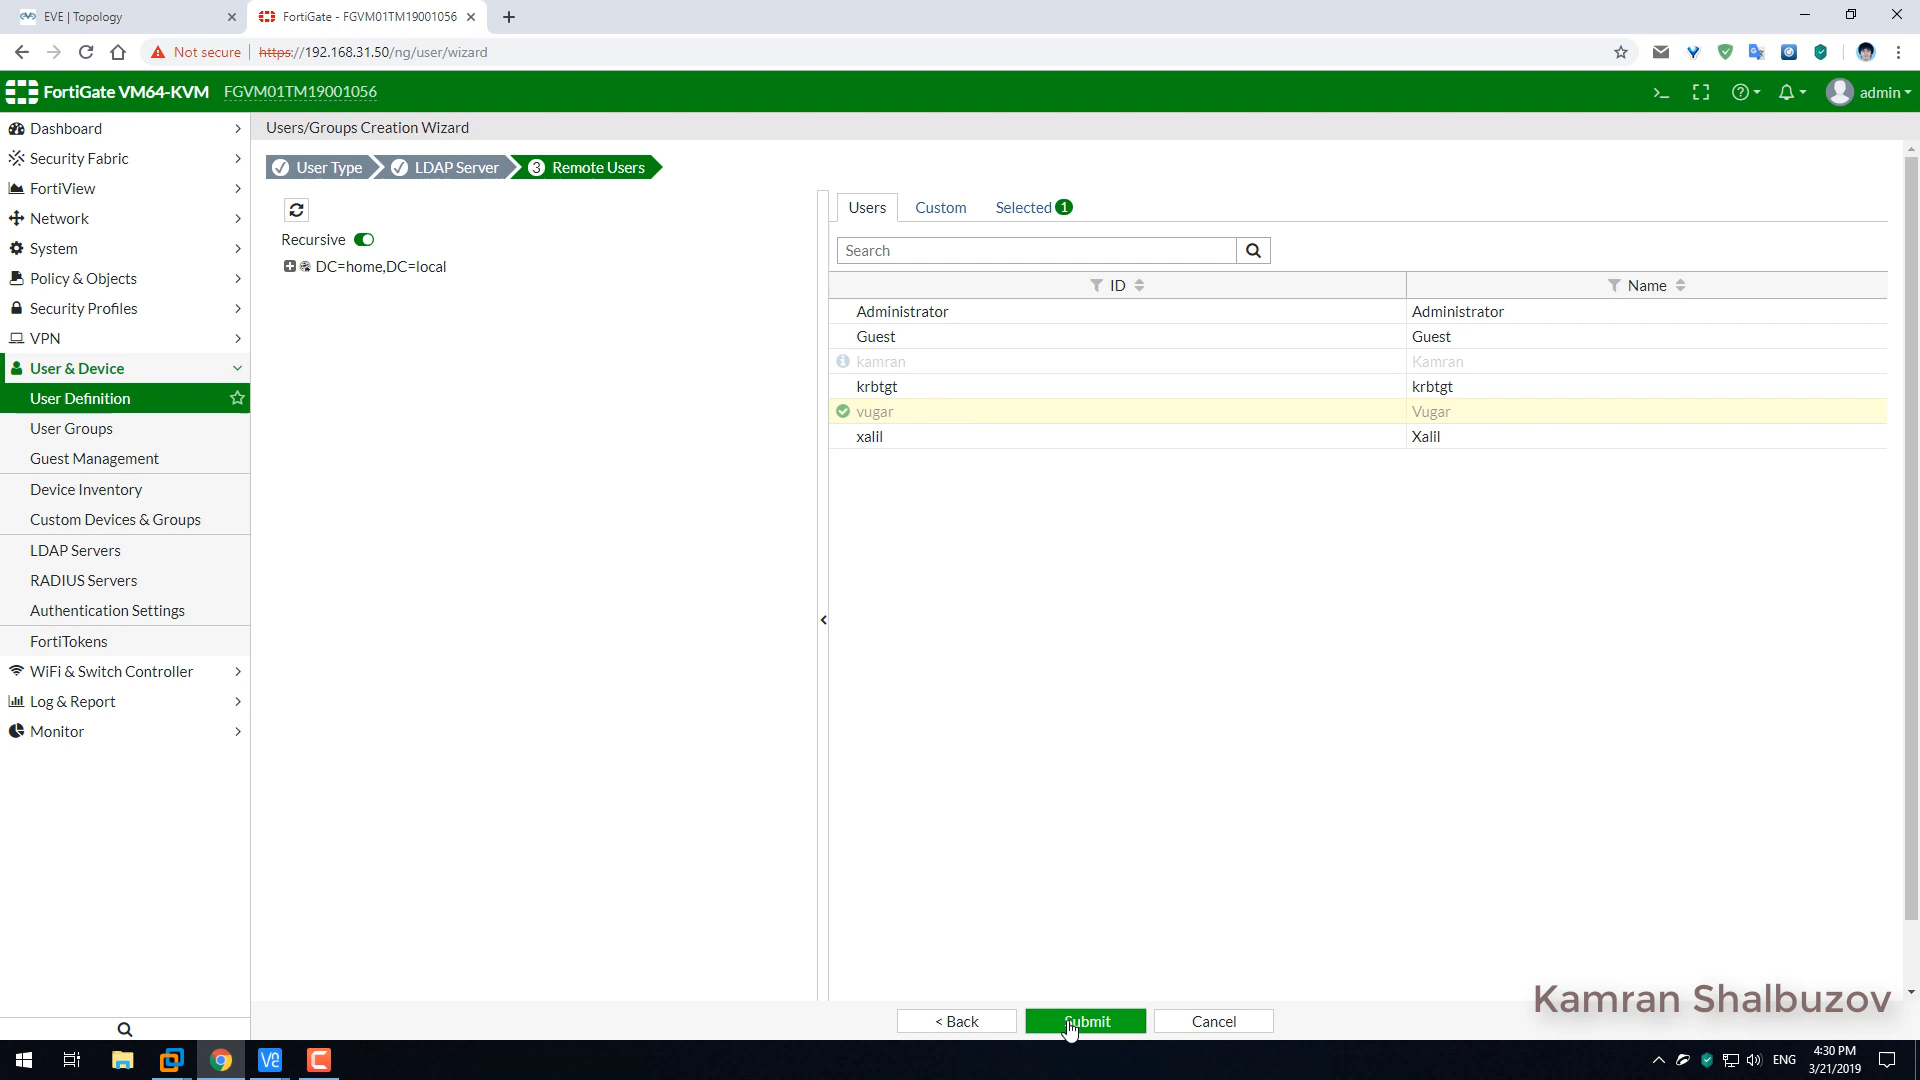 EVE | Topology
FortiGate - FGVM01TM19001056
Not secure
https://192.168.31.50/ng/user/wizard
FortiGate VM64-KVM FGVM01TM19001056
admin
Dashboard
Security Fabric
FortiView
Network
System
Policy & Objects
Security Profiles
VPN
User & Device
User Definition
User Groups
Guest Management
Device Inventory
Custom Devices & Groups
LDAP Servers
RADIUS Servers
Authentication Settings
FortiTokens
WiFi & Switch Controller
Log & Report
Monitor
Users/Groups Creation Wizard
User Type
LDAP Server
3 Remote Users
Recursive
DC=home,DC=local
Users
Custom
Selected 1
Search
ID Name
Administrator Administrator
Guest Guest
kamran Kamran
krbtgt krbtgt
vugar Vugar
xalil Xalil
< Back
Submit
Cancel
Kamran Shalbuzov
ENG
4:30 PM
3/21/2019